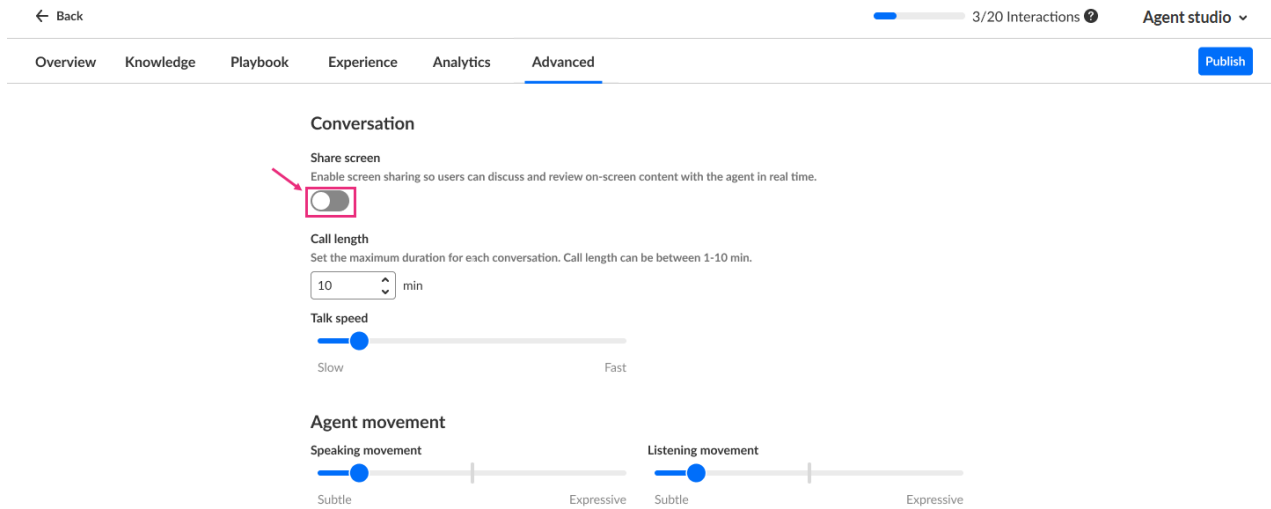 Back
3/20 Interactions ?
Agent studio
Overview Knowledge Playbook Experience Analytics Advanced Publish
Conversation
Share screen
Enable screen sharing so users can discuss and review on-screen content with the agent in real time.
Call length
Set the maximum duration for each conversation. Call length can be between 1-10 min.
10 min
Talk speed
Slow Fast
Agent movement
Speaking movement Listening movement
Subtle Expressive Subtle Expressive